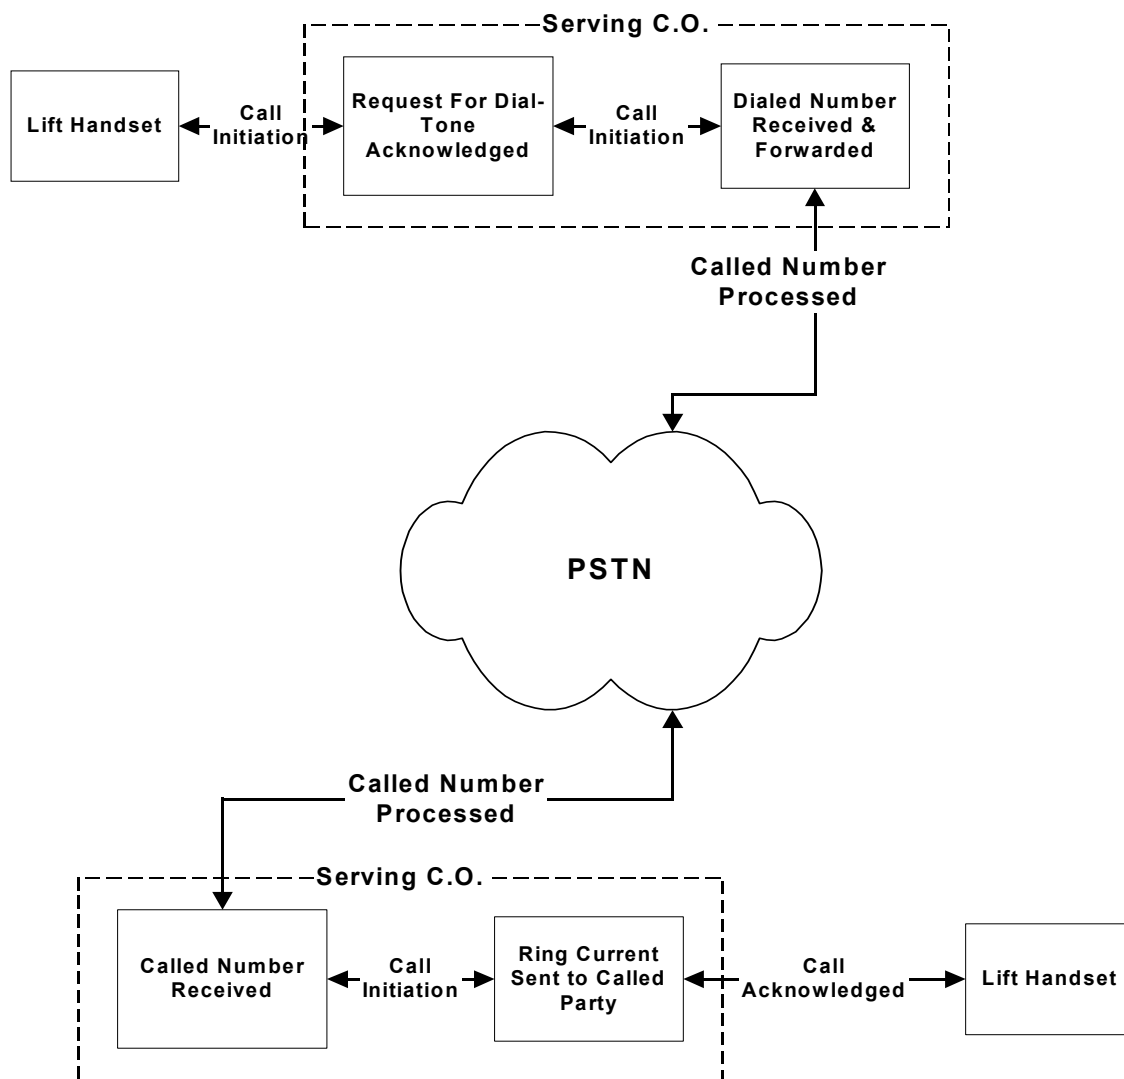 Serving C.O.
Lift Handset
Call
Initiation
Request For Dial-
Tone
Acknowledged
Call
Initiation
Dialed Number
Received &
Forwarded
Called Number
Processed
PSTN
Called Number
Processed
Serving C.O.
Called Number
Received
Call
Initiation
Ring Current
Sent to Called
Party
Call
Acknowledged
Lift Handset